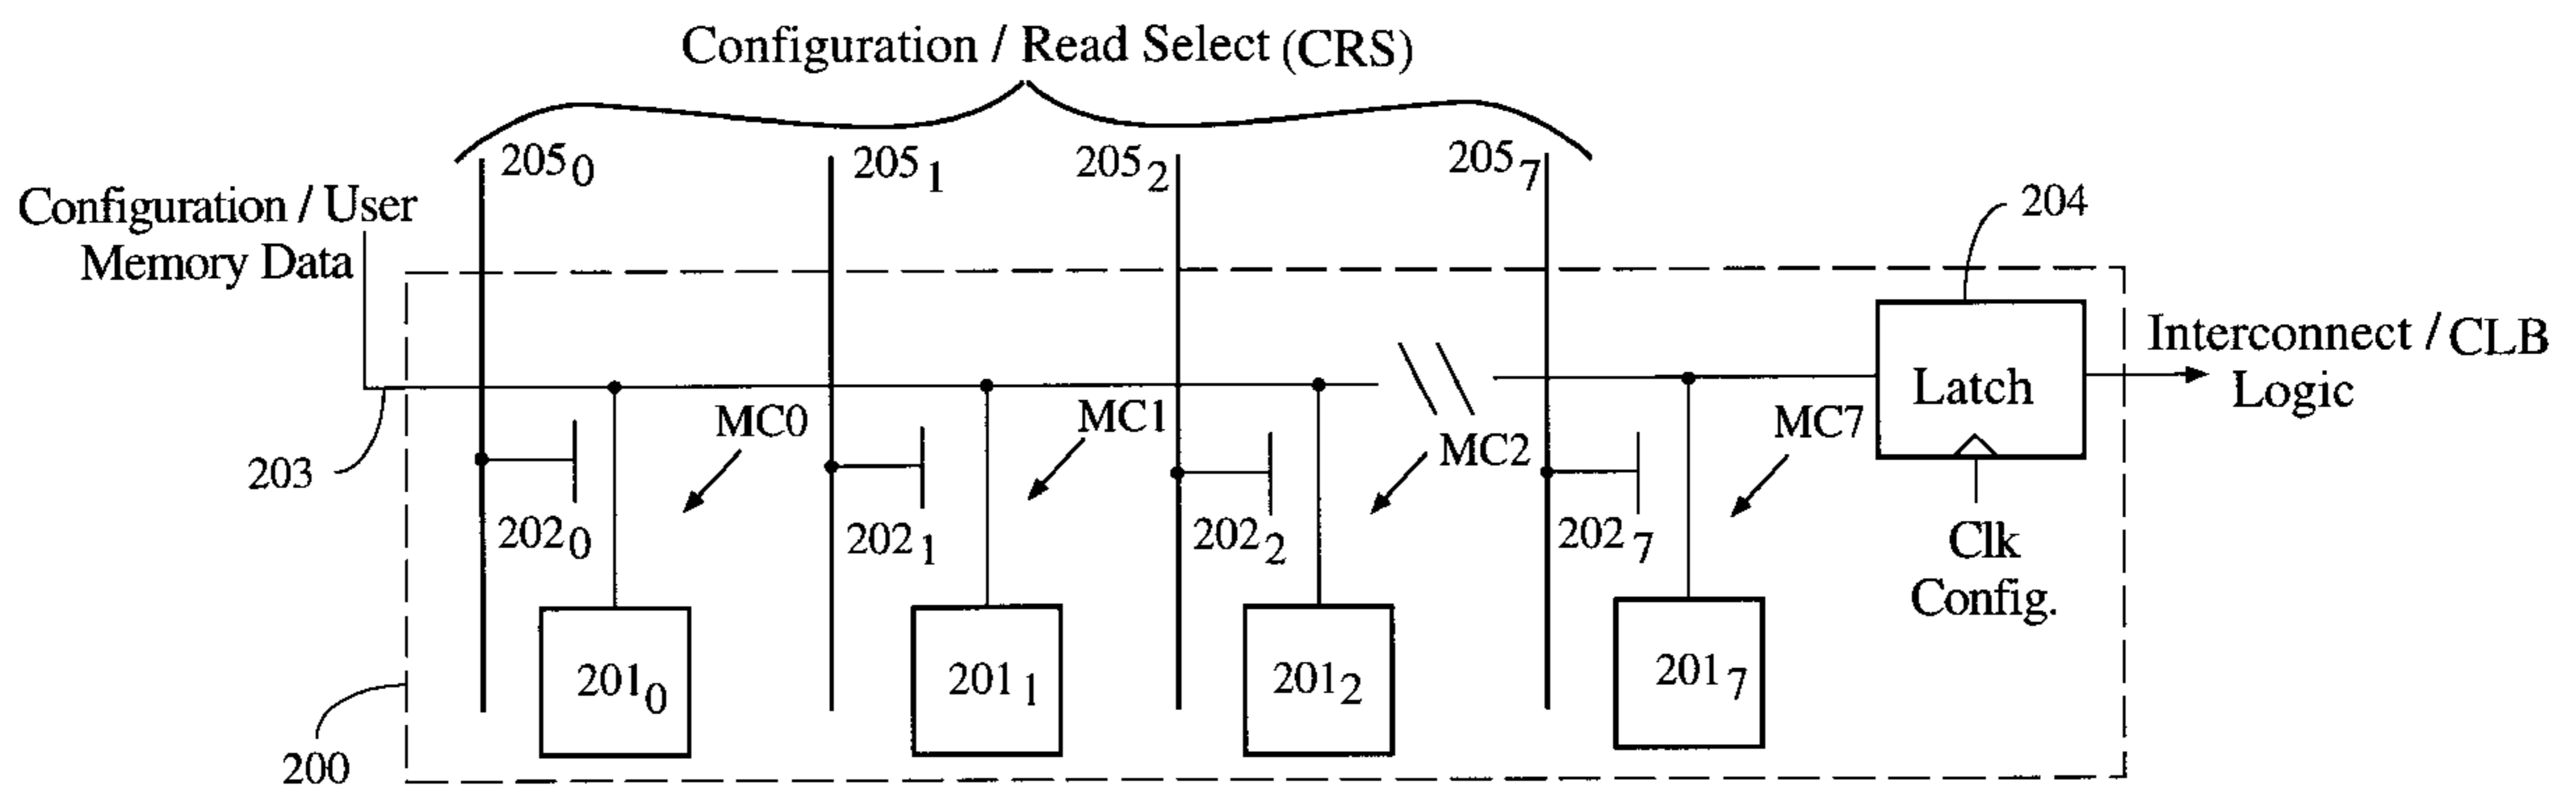 Configuration / Read Select (CRS)
205 0
205 1
205 2
205 7
204
Configuration / User
Memory Data
Latch
Interconnect / CLB
Logic
203
MC0
MC1
MC2
MC7
202 0
202 1
202 2
202 7
Clk
Config.
201 0
201 1
201 2
201 7
200